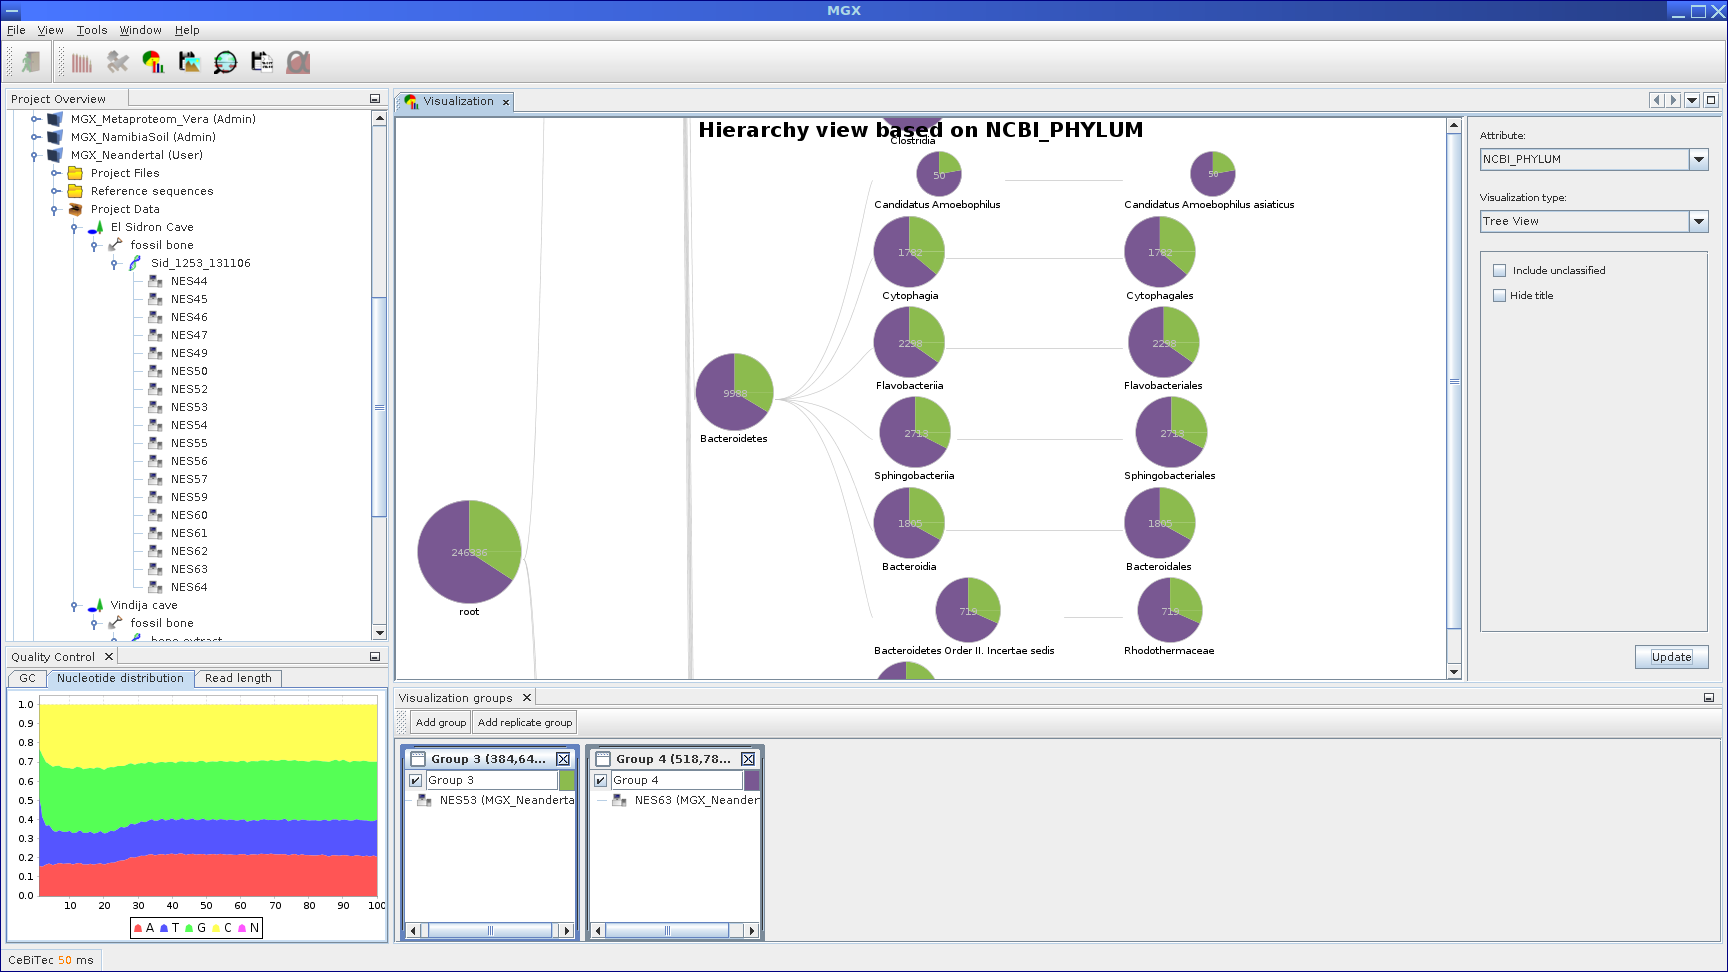 MGX
File View Tools Window Help
Project Overview
MGX_Metaproteom_Vera (Admin)
MGX_NamibiaSoil (Admin)
MGX_Neandertal (User)
Project Files
Reference sequences
Project Data
El Sidron Cave
fossil bone
Sid_1253_131106
NES44
NES45
NES46
NES47
NES49
NES50
NES52
NES53
NES54
NES55
NES56
NES57
NES59
NES60
NES61
NES62
NES63
NES64
Vindija cave
fossil bone
bone extract
Quality Control
GC Nucleotide distribution Read length
1.0
0.9
0.8
0.7
0.6
0.5
0.4
0.3
0.2
0.1
0.0
10 20 30 40 50 60 70 80 90 100
A T G C N
CeBiTec 50 ms
Visualization
Hierarchy view based on NCBI_PHYLUM
Clostridia
50 50
Candidatus Amoebophilus Candidatus Amoebophilus asiaticus
1792 1792
Cytophagia Cytophagales
2298 2298
Flavobacteriia Flavobacteriales
Bacteroidetes
2713 2713
Sphingobacteriia Sphingobacteriales
1805 1805
Bacteroidia Bacteroidales
root
719 719
Bacteroidetes Order II. Incertae sedis Rhodothermaceae
Attribute:
NCBI_PHYLUM
Visualization type:
Tree View
Include unclassified
Hide title
Update
Visualization groups
Add group Add replicate group
Group 3 (384,64...
Group 3
NES53 (MGX_Neanderta
Group 4 (518,78...
Group 4
NES63 (MGX_Neander